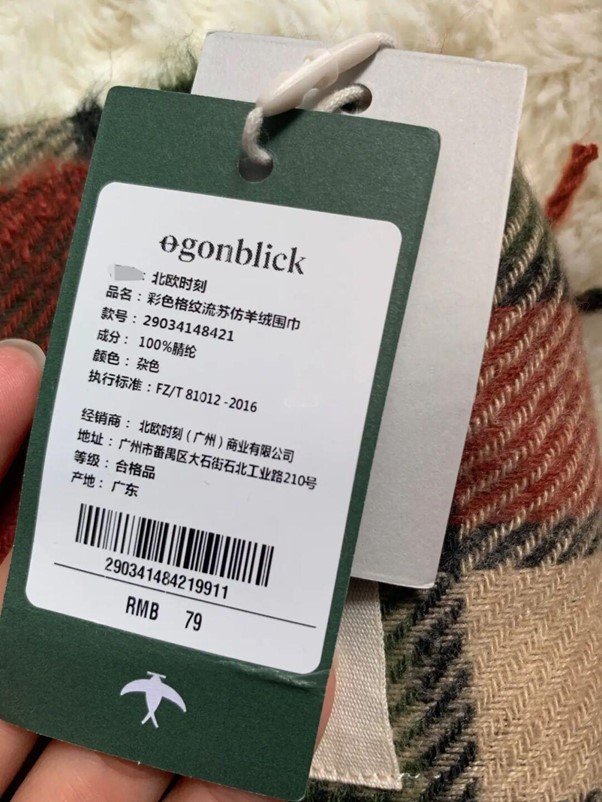 ogonblick
: 北欧时刻
品名：彩色格纹流苏仿羊绒围巾
款号：29034148421
成分：100%腈纶
颜色：杂色
执行标准：FZ/T 81012 -2016
经销商：北欧时刻（广州）商业有限公司
地址：广州市番禺区大石街石北工业路210号
等级：合格品
产地：广东
290341484219911
RMB 79